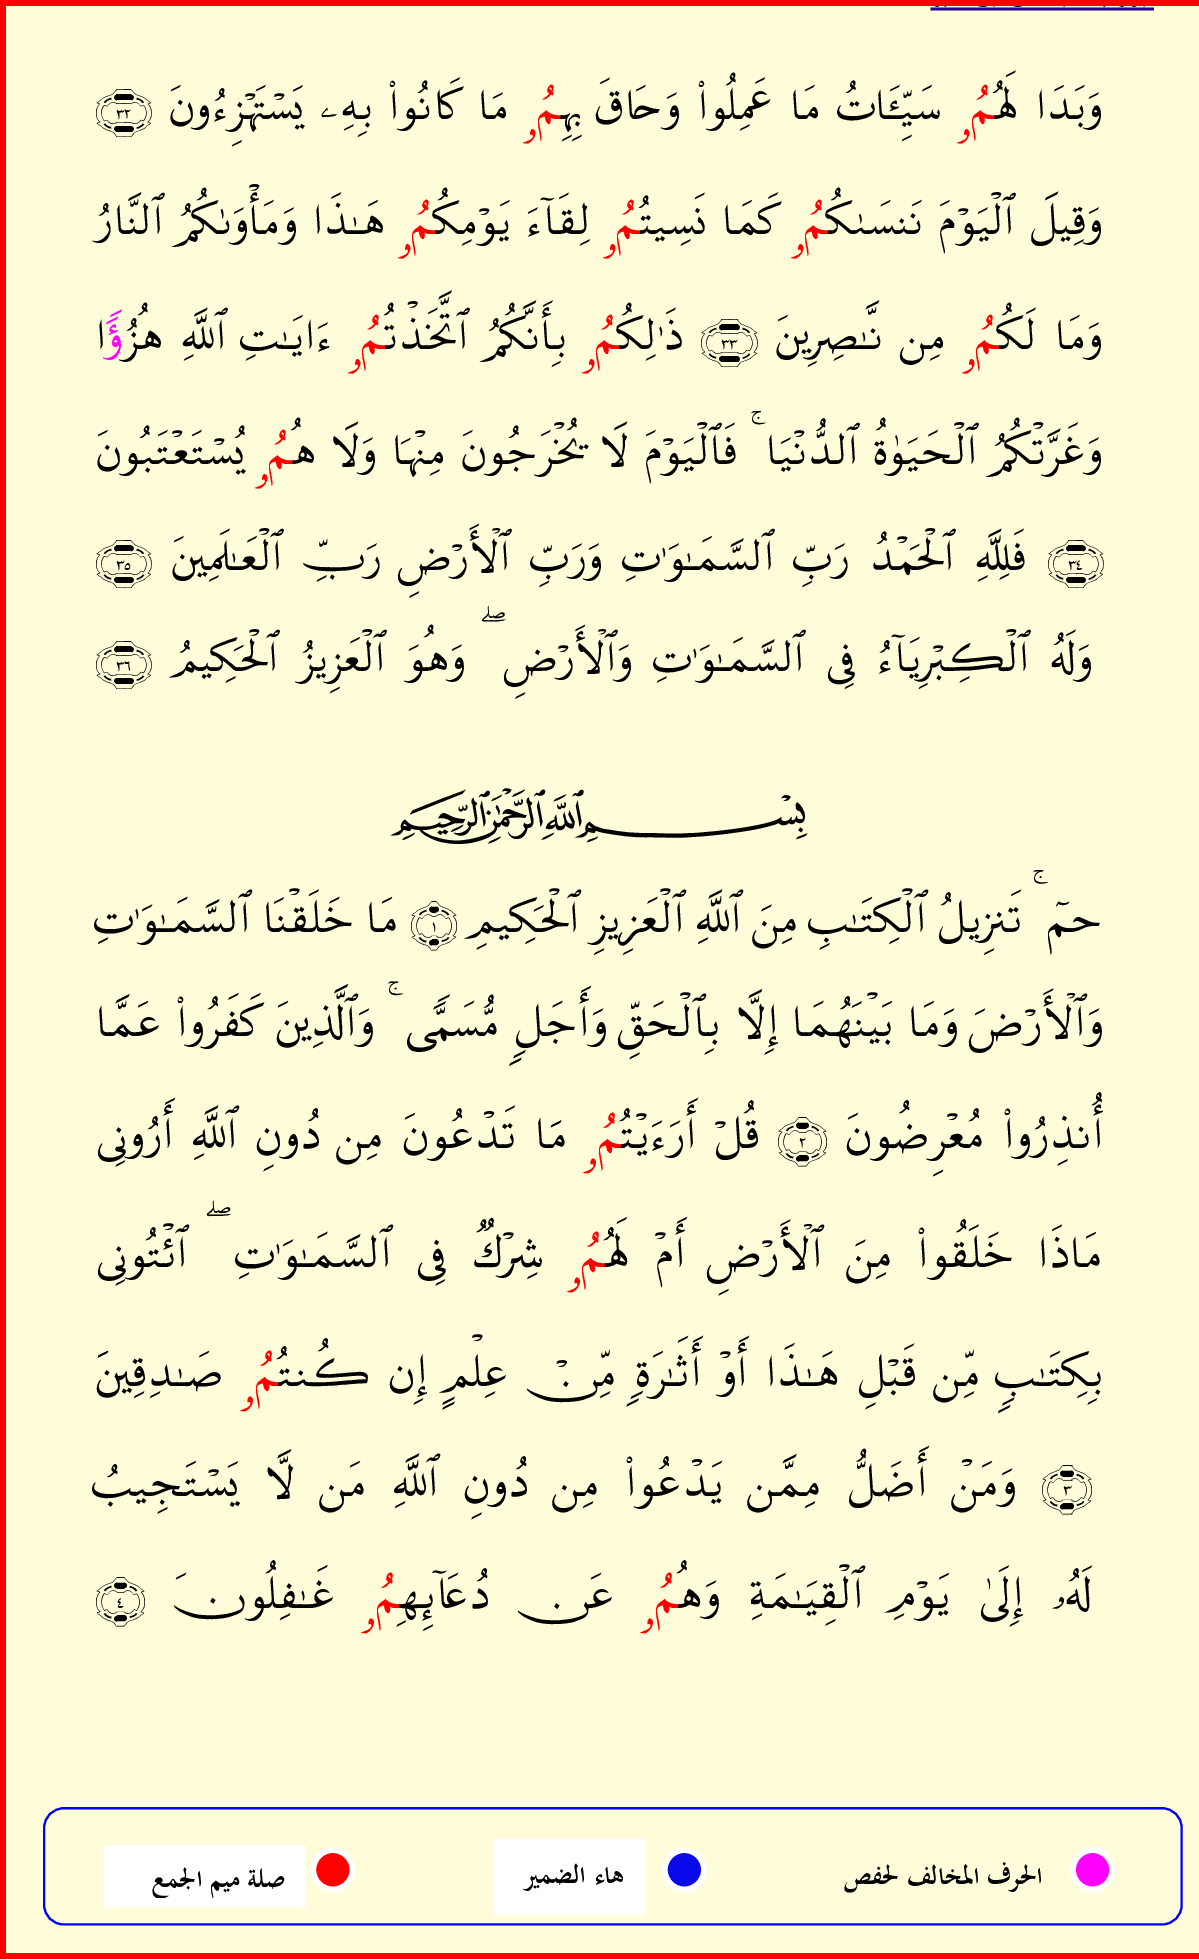 وَبَدَا لَهُمُۥ سَيِّـَٔاتُ مَا عَمِلُوا۟ وَحَاقَ بِهِمُۥ مَا كَانُوا۟ بِهِۦ يَسْتَهْزِءُونَ ٣٢
وَقِيلَ ٱلْيَوْمَ نَنسَىٰكُمُۥ كَمَا نَسِيتُمُۥ لِقَآءَ يَوْمِكُمُۥ هَـٰذَا وَمَأْوَىٰكُمُ ٱلنَّارُ
وَمَا لَكُمُۥ مِن نَّـٰصِرِينَ ٣٣ ذَٰلِكُمُۥ بِأَنَّكُمُ ٱتَّخَذْتُمُۥ ءَايَـٰتِ ٱللَّهِ هُزُؤًا
وَغَرَّتْكُمُ ٱلْحَيَوٰةُ ٱلدُّنْيَا ۚ فَٱلْيَوْمَ لَا يُخْرَجُونَ مِنْهَا وَلَا هُمُۥ يُسْتَعْتَبُونَ
٣٤ فَلِلَّهِ ٱلْحَمْدُ رَبِّ ٱلسَّمَـٰوَٰتِ وَرَبِّ ٱلْأَرْضِ رَبِّ ٱلْعَـٰلَمِينَ ٣٥
وَلَهُ ٱلْكِبْرِيَآءُ فِى ٱلسَّمَـٰوَٰتِ وَٱلْأَرْضِ ۖ وَهُوَ ٱلْعَزِيزُ ٱلْحَكِيمُ ٣٦
بِسْمِ ٱللَّهِ ٱلرَّحْمَـٰنِ ٱلرَّحِيمِ
حمٓ ۚ تَنزِيلُ ٱلْكِتَـٰبِ مِنَ ٱللَّهِ ٱلْعَزِيزِ ٱلْحَكِيمِ ١ مَا خَلَقْنَا ٱلسَّمَـٰوَٰتِ
وَٱلْأَرْضَ وَمَا بَيْنَهُمَا إِلَّا بِٱلْحَقِّ وَأَجَلٍ مُّسَمًّى ۚ وَٱلَّذِينَ كَفَرُوا۟ عَمَّا
أُنذِرُوا۟ مُعْرِضُونَ ٢ قُلْ أَرَءَيْتُمُۥ مَا تَدْعُونَ مِن دُونِ ٱللَّهِ أَرُونِى
مَاذَا خَلَقُوا۟ مِنَ ٱلْأَرْضِ أَمْ لَهُمُۥ شِرْكٌ فِى ٱلسَّمَـٰوَٰتِ ۖ ٱئْتُونِى
بِكِتَـٰبٍ مِّن قَبْلِ هَـٰذَا أَوْ أَثَـٰرَةٍ مِّنْ عِلْمٍ إِن كُنتُمُۥ صَـٰدِقِينَ
٣ وَمَنْ أَضَلُّ مِمَّن يَدْعُوا۟ مِن دُونِ ٱللَّهِ مَن لَّا يَسْتَجِيبُ
لَهُۥ إِلَىٰ يَوْمِ ٱلْقِيَـٰمَةِ وَهُمُۥ عَن دُعَآئِهِمُۥ غَـٰفِلُونَ ٤
الحرف المخالف لحفص هاء الضمير صلة ميم الجمع